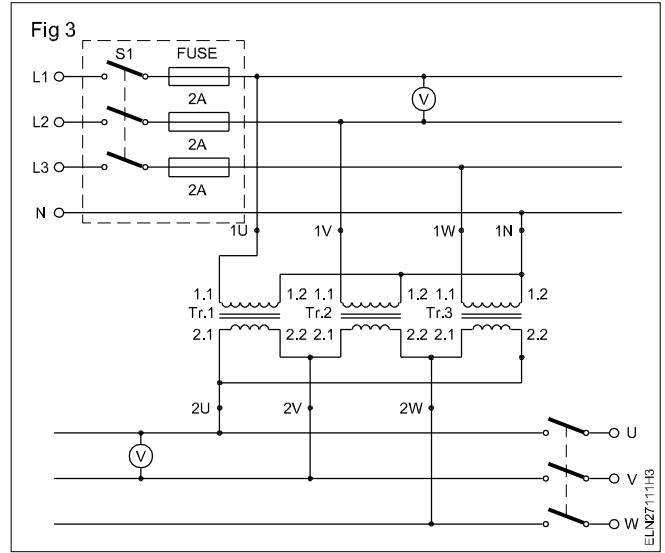 Fig 3
S1 FUSE
L1
2A
L2
2A
L3
2A
N
1U 1V 1W 1N
1.1 1.2 1.1 1.2 1.1 1.2
Tr.1 Tr.2 Tr.3
2.1 2.2 2.1 2.2 2.1 2.2
2U 2V 2W
V
V
U
V
W
ELN27111H3